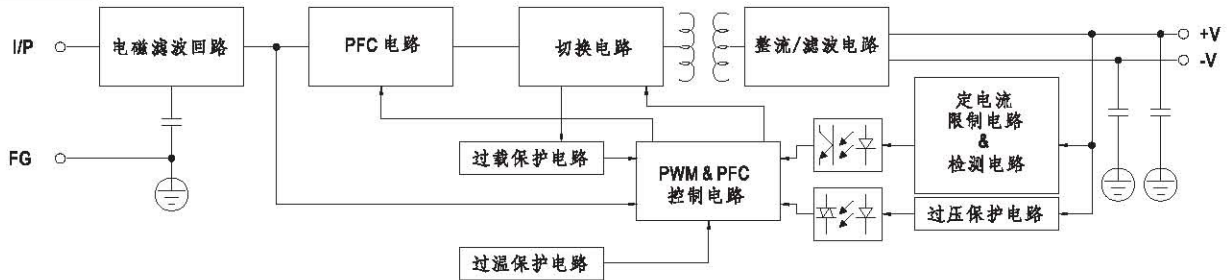 I/P
电磁滤波回路
PFC 电路
切换电路
整流/滤波电路
+V
-V
定电流
限制电路
&
检测电路
FG
过载保护电路
PWM & PFC
控制电路
过压保护电路
过温保护电路